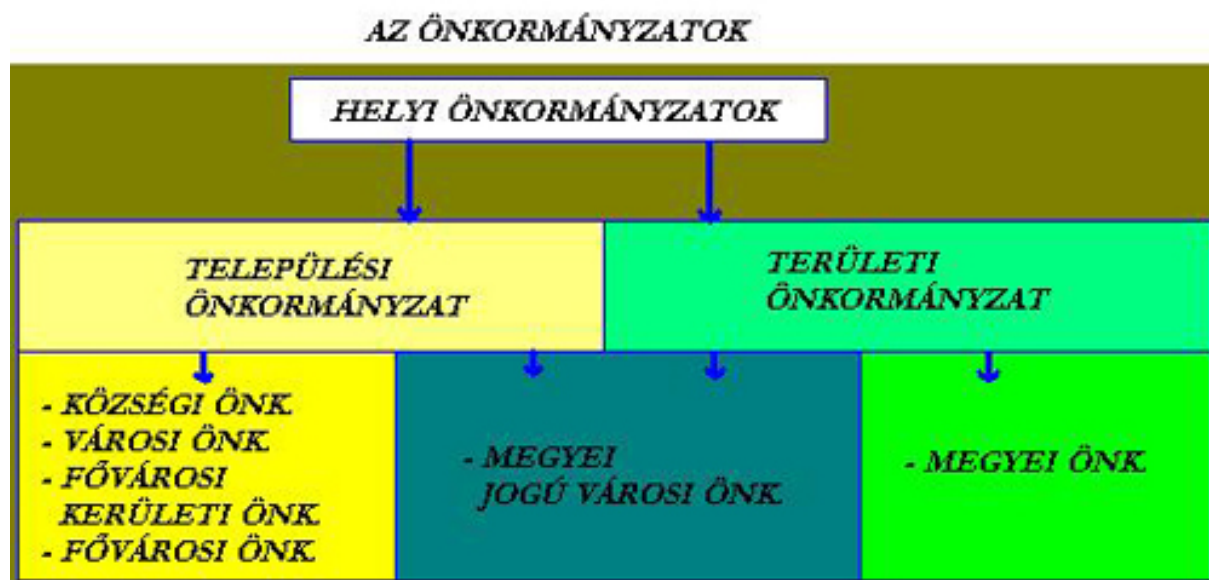 AZ ÖNKORMÁNYZATOK
HELYI ÖNKORMÁNYZATOK
TELEPÜLÉSI
ÖNKORMÁNYZAT
TERÜLETI
ÖNKORMÁNYZAT
- KÖZSÉGI ÖNK.
- VÁROSI ÖNK.
- FŐVÁROSI
KERÜLETI ÖNK.
- FŐVÁROSI ÖNK.
- MEGYEI
JOGÚ VÁROSI ÖNK.
- MEGYEI ÖNK.